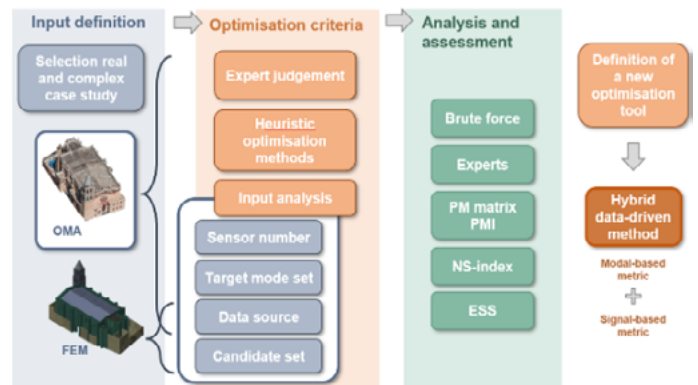 Input definition
Selection real
and complex
case study
OMA
FEM
Optimisation criteria
Expert judgement
Heuristic
optimisation
methods
Input analysis
Sensor number
Target mode set
Data source
Candidate set
Analysis and
assessment
Brute force
Experts
PM matrix
PMI
NS-index
ESS
Definition of
a new
optimisation
tool
Hybrid
data-driven
method
Modal-based
metric
Signal-based
metric